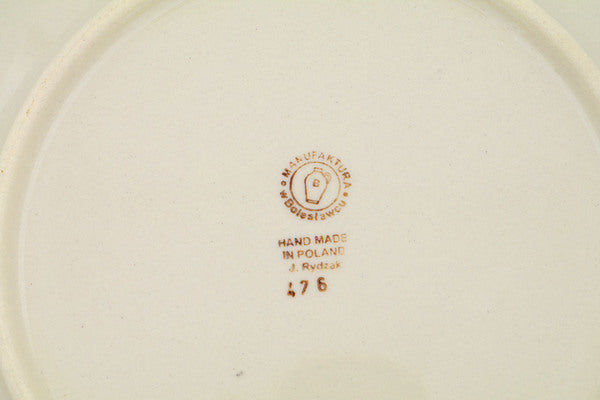 MANUFAKTURA
w Bolesławcu
B
HAND MADE
IN POLAND
J. Rydzak
476